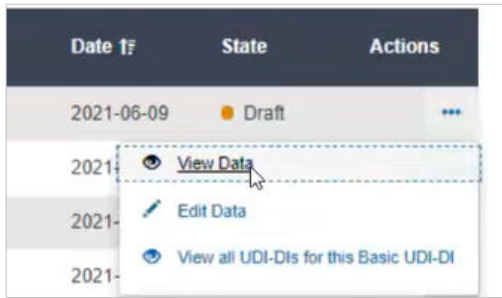 Date State Actions
2021-06-09 Draft
2021-
View Data
Edit Data
2021-
View all UDI-DIs for this Basic UDI-DI
2021-